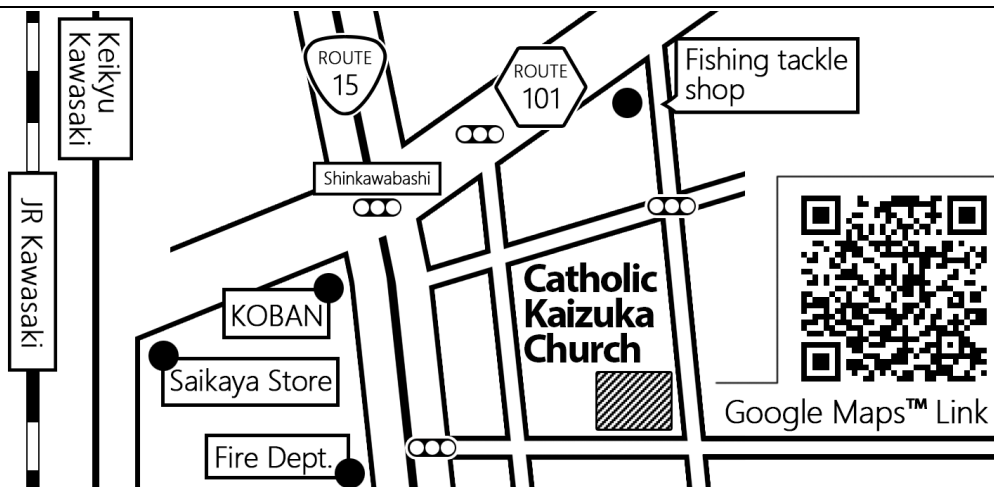 Keikyu
Kawasaki
JR Kawasaki
ROUTE
15
ROUTE
101
Fishing tackle
shop
Shinkawabashi
KOBAN
Saikaya Store
Fire Dept.
Catholic
Kaizuka
Church
Google Maps™ Link